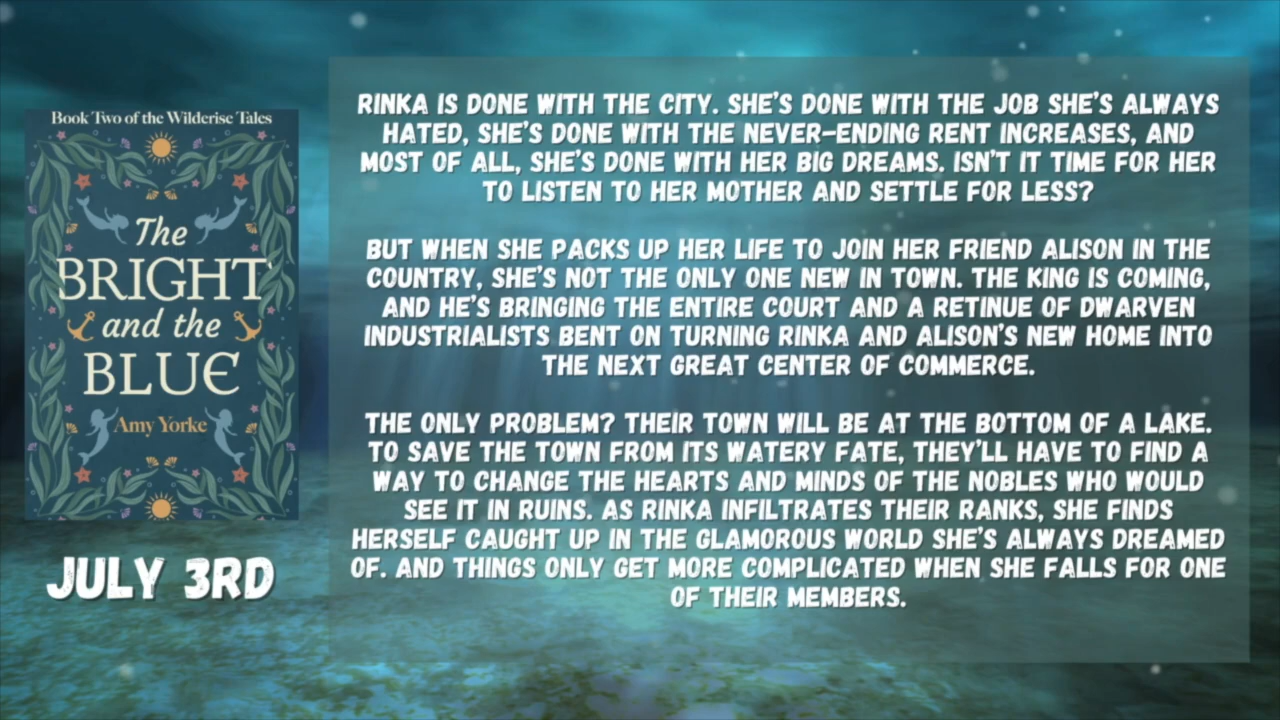 Book Two of the Wilderise Tales
The
BRIGHT
and the
BLUE
Amy Yorke
JULY 3RD
RINKA IS DONE WITH THE CITY. SHE'S DONE WITH THE JOB SHE'S ALWAYS
HATED, SHE'S DONE WITH THE NEVER-ENDING RENT INCREASES, AND
MOST OF ALL, SHE'S DONE WITH HER BIG DREAMS. ISN'T IT TIME FOR HER
TO LISTEN TO HER MOTHER AND SETTLE FOR LESS?
BUT WHEN SHE PACKS UP HER LIFE TO JOIN HER FRIEND ALISON IN THE
COUNTRY, SHE'S NOT THE ONLY ONE NEW IN TOWN. THE KING IS COMING,
AND HE'S BRINGING THE ENTIRE COURT AND A RETINUE OF DWARVEN
INDUSTRIALISTS BENT ON TURNING RINKA AND ALISON'S NEW HOME INTO
THE NEXT GREAT CENTER OF COMMERCE.
THE ONLY PROBLEM? THEIR TOWN WILL BE AT THE BOTTOM OF A LAKE.
TO SAVE THE TOWN FROM ITS WATERY FATE, THEY'LL HAVE TO FIND A
WAY TO CHANGE THE HEARTS AND MINDS OF THE NOBLES WHO WOULD
SEE IT IN RUINS. AS RINKA INFILTRATES THEIR RANKS, SHE FINDS
HERSELF CAUGHT UP IN THE GLAMOROUS WORLD SHE'S ALWAYS DREAMED
OF. AND THINGS ONLY GET MORE COMPLICATED WHEN SHE FALLS FOR ONE
OF THEIR MEMBERS.